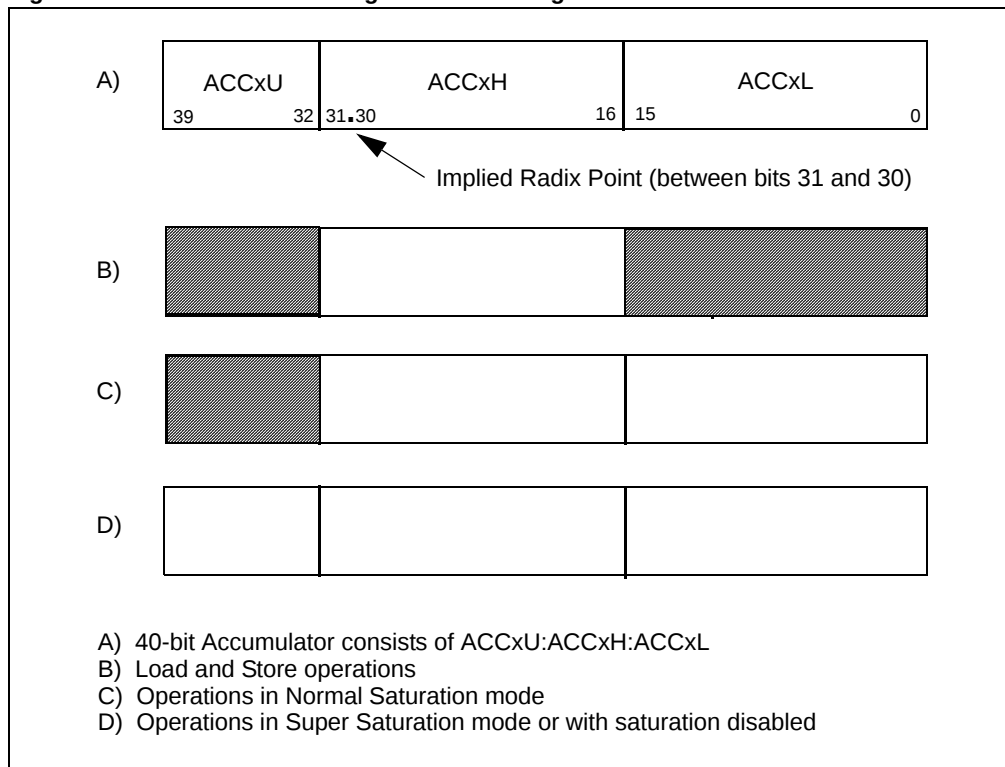 A)
ACCxU
ACCxH
ACCxL
39
32
31.30
16
15
0
Implied Radix Point (between bits 31 and 30)
B)
C)
D)
A) 40-bit Accumulator consists of ACCxU:ACCxH:ACCxL
B) Load and Store operations
C) Operations in Normal Saturation mode
D) Operations in Super Saturation mode or with saturation disabled